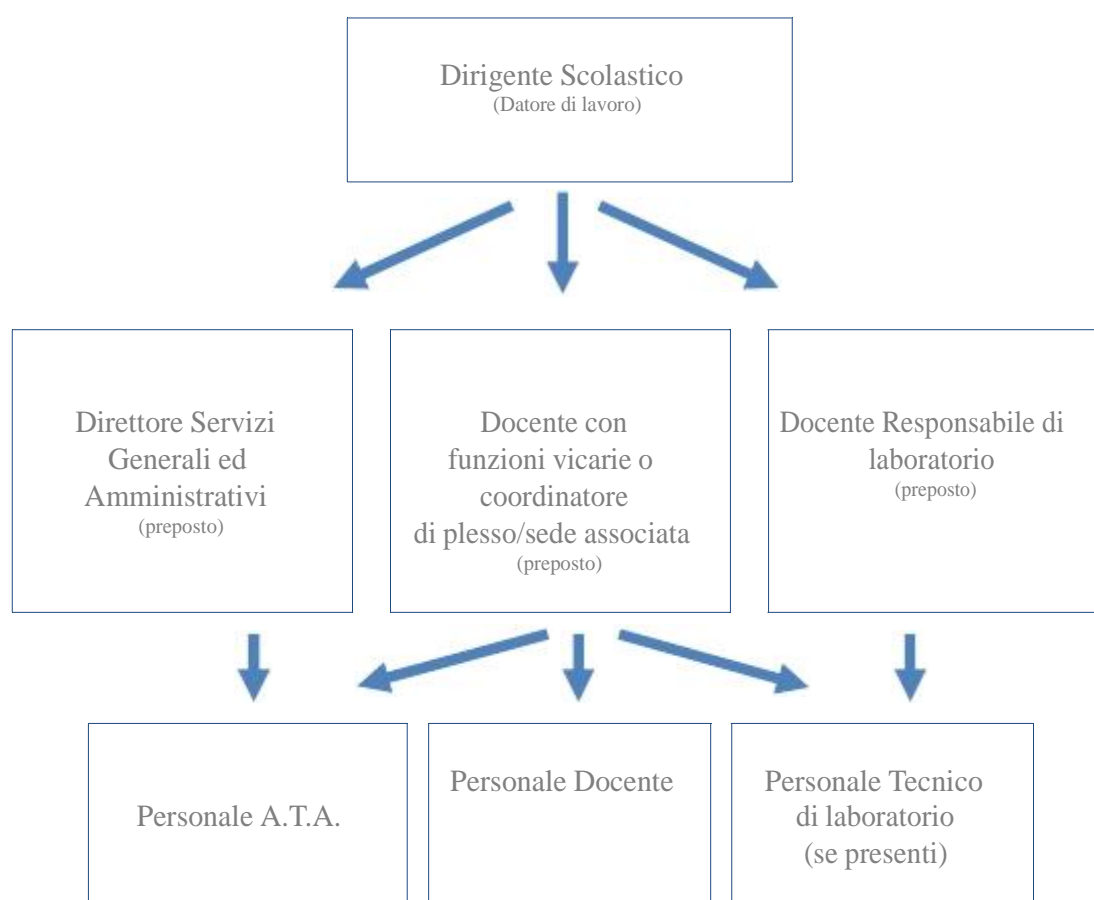 Dirigente Scolastico
(Datore di lavoro)
Direttore Servizi
Generali ed
Amministrativi
(preposto)
Docente con
funzioni vicarie o
coordinatore
di plesso/sede associata
(preposto)
Docente Responsabile di
laboratorio
(preposto)
Personale A.T.A.
Personale Docente
Personale Tecnico
di laboratorio
(se presenti)